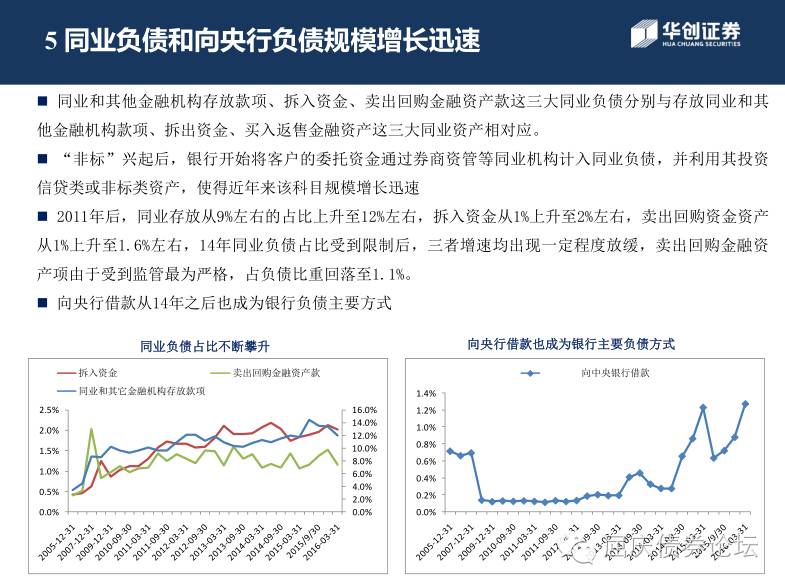 5 同业负债和向央行负债规模增长迅速
华创证券
HUA CHUANG SECURITIES
■ 同业和其他金融机构存放款项、拆入资金、卖出回购金融资产款这三大同业负债分别与存放同业和其
他金融机构款项、拆出资金、买入返售金融资产这三大同业资产相对应。
■ “非标”兴起后，银行开始将客户的委托资金通过券商资管等同业机构计入同业负债，并利用其投资
信贷类或非标类资产，使得近年来该科目规模增长迅速
■ 2011年后，同业存放从9%左右的占比上升至12%左右，拆入资金从1%上升至2%左右，卖出回购资金资产
从1%上升至1.6%左右，14年同业负债占比受到限制后，三者增速均出现一定程度放缓，卖出回购金融资
产项由于受到监管最为严格，占负债比重回落至1.1%。
■ 向央行借款从14年之后也成为银行负债主要方式
同业负债占比不断攀升
拆入资金 卖出回购金融资产款
同业和其它金融机构存放款项
2.5% 16.0%
14.0%
2.0% 12.0%
1.5% 10.0%
8.0%
1.0% 6.0%
0.5% 4.0%
2.0%
0.0% 0.0%
2005-12-31 2007-12-31 2009-12-31 2010-09-30 2011-03-31 2011-09-30 2012-03-31 2012-09-30 2013-03-31 2013-09-30 2014-03-31 2014-09-30 2015-03-31 2015/9/30 2016-03-31
向央行借款也成为银行主要负债方式
向中央银行借款
1.4%
1.2%
1.0%
0.8%
0.6%
0.4%
0.2%
0.0%
2005-12-31 2007-12-31 2009-12-31 2010-09-30 2011-03-31 2011-09-30
2015/9/30 2016-03-31
屈庆债券论坛